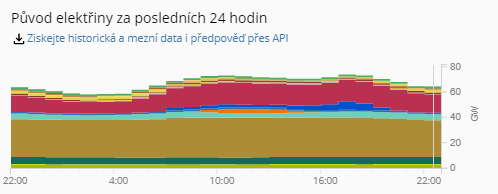 Původ elektřiny za posledních 24 hodin
Získejte historická a mezní data i předpověď přes API
80
60
40
20
0
GW
22:00 4:00 10:00 16:00 22:00